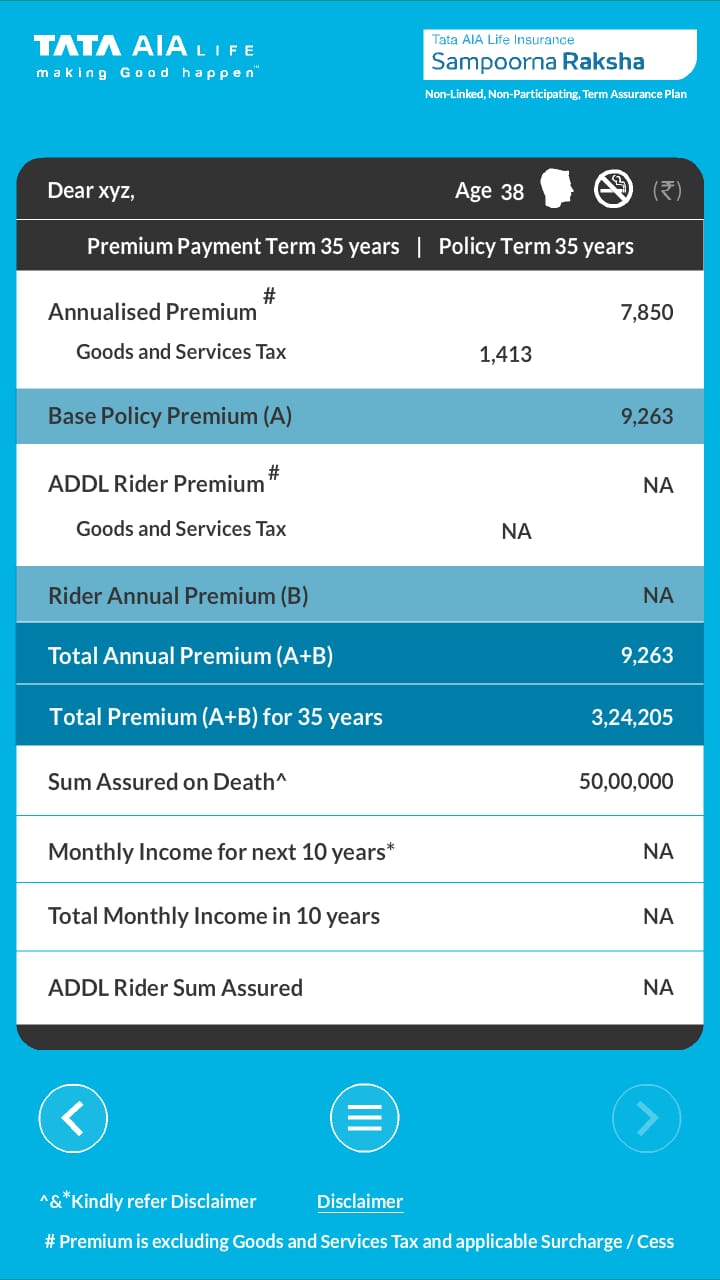 TATA AIA LIFE
making Good happen™
Tata AIA Life Insurance
Sampoorna Raksha
Non-Linked, Non-Participating, Term Assurance Plan
Dear xyz, Age 38 (₹)
Premium Payment Term 35 years | Policy Term 35 years
Annualised Premium # 7,850
Goods and Services Tax 1,413
Base Policy Premium (A) 9,263
ADDL Rider Premium # NA
Goods and Services Tax NA
Rider Annual Premium (B) NA
Total Annual Premium (A+B) 9,263
Total Premium (A+B) for 35 years 3,24,205
Sum Assured on Death^ 50,00,000
Monthly Income for next 10 years* NA
Total Monthly Income in 10 years NA
ADDL Rider Sum Assured NA
^&*Kindly refer Disclaimer Disclaimer
# Premium is excluding Goods and Services Tax and applicable Surcharge / Cess